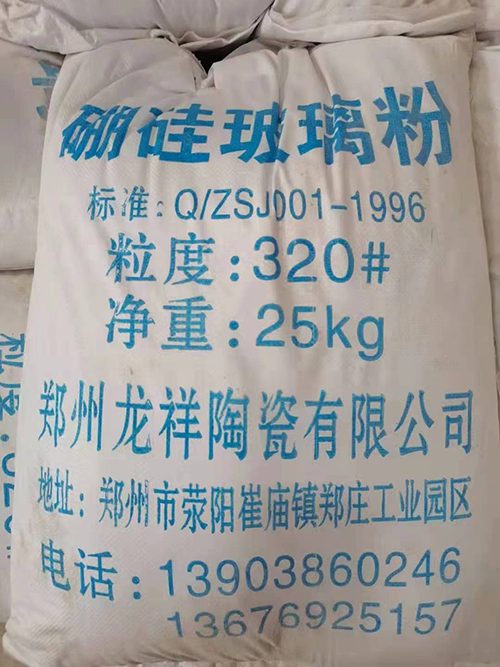 硼硅玻璃粉
标准：Q/ZSJ001-1996
粒度：320#
净重：25kg
郑州龙祥陶瓷有限公司
地址：郑州市荥阳崔庙镇郑庄工业园区
电话：13903860246
13676925157